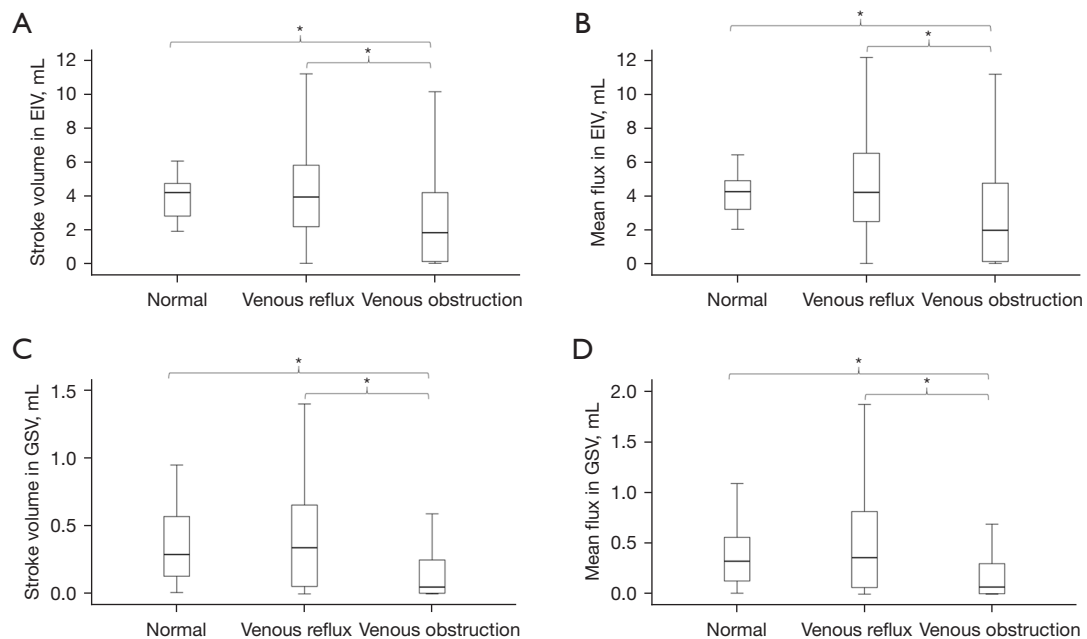 A
*
*
Stroke volume in EIV, mL
12
10
8
6
4
2
0
Normal
Venous reflux
Venous obstruction
B
*
*
Mean flux in EIV, mL
12
10
8
6
4
2
0
Normal
Venous reflux
Venous obstruction
C
*
*
Stroke volume in GSV, mL
1.5
1.0
0.5
0.0
Normal
Venous reflux
Venous obstruction
D
*
*
Mean flux in GSV, mL
2.0
1.5
1.0
0.5
0.0
Normal
Venous reflux
Venous obstruction